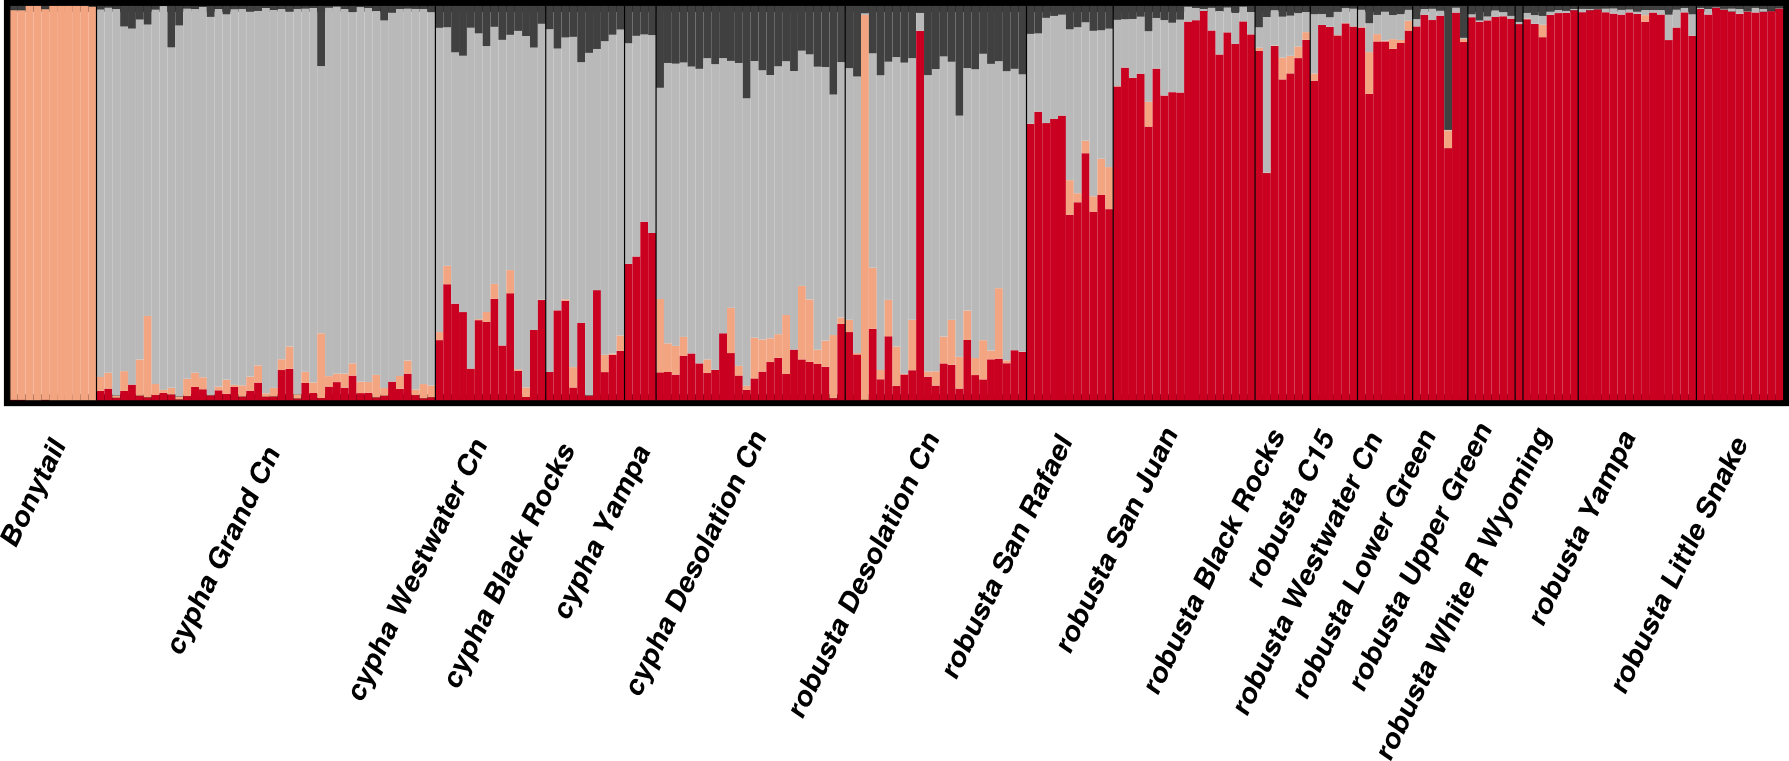 Bonytail
cypha Grand Cn
cypha Westwater Cn
cypha Black Rocks
cypha Yampa
cypha Desolation Cn
robusta Desolation Cn
robusta San Rafael
robusta San Juan
robusta Black Rocks
robusta C15
robusta Westwater Cn
robusta Lower Green
robusta Upper Green
robusta White R Wyoming
robusta Yampa
robusta Little Snake